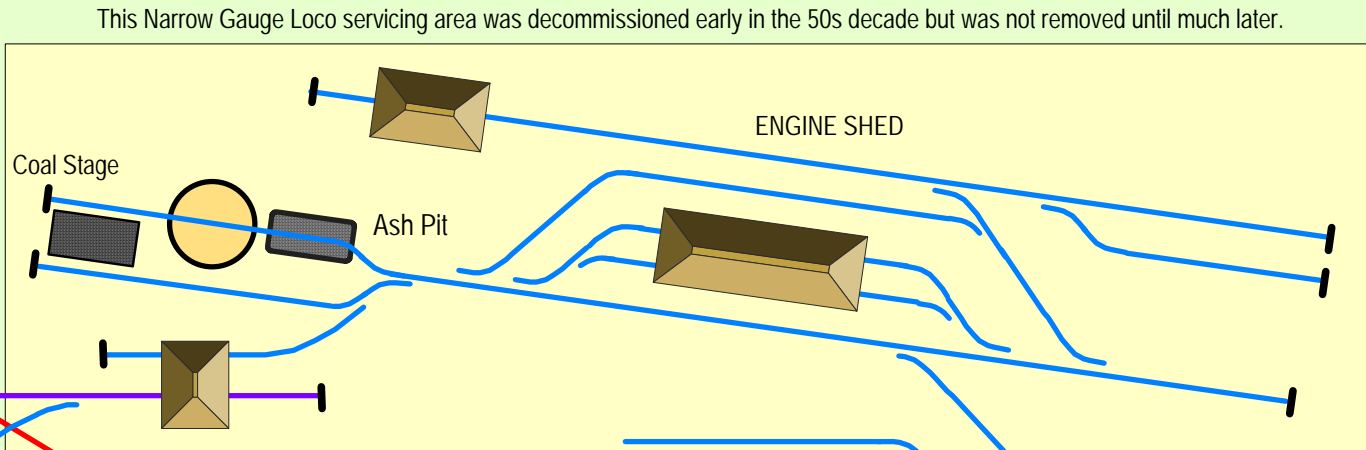 This Narrow Gauge Loco servicing area was decommissioned early in the 50s decade but was not removed until much later.
ENGINE SHED
Coal Stage
Ash Pit